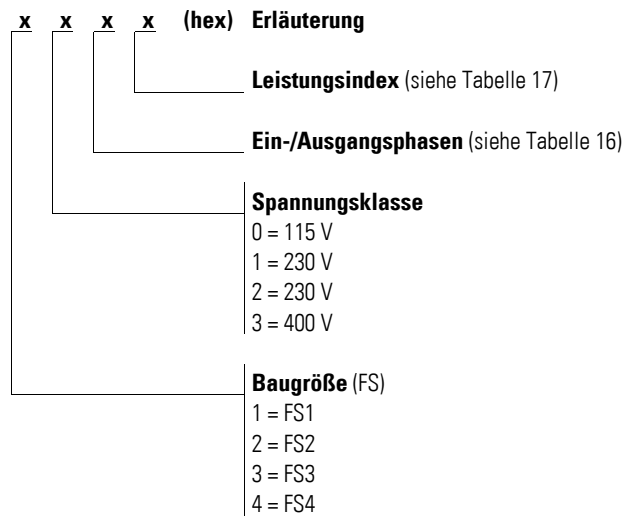 x x x x (hex) Erläuterung
Leistungsindex (siehe Tabelle 17)
Ein-/Ausgangsphasen (siehe Tabelle 16)
Spannungsklasse
0 = 115 V
1 = 230 V
2 = 230 V
3 = 400 V
Baugröße (FS)
1 = FS1
2 = FS2
3 = FS3
4 = FS4